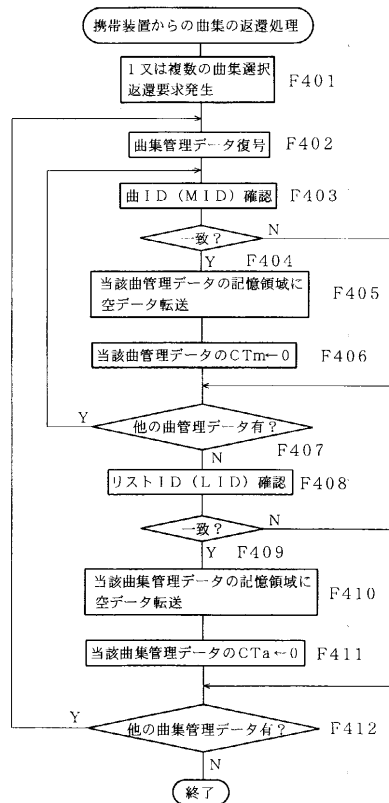 携帯装置からの曲集の返還処理
1又は複数の曲集選択
返還要求発生
F401
曲集管理データ復号
F402
曲ID(MID)確認
F403
一致?
N
Y
F404
当該曲管理データの記憶領域に
空データ転送
F405
当該曲管理データのCTm←0
F406
Y
他の曲管理データ有?
F407
N
リストID(LID)確認
F408
一致?
N
Y
F409
当該曲集管理データの記憶領域に
空データ転送
F410
当該曲集管理データのCTa←0
F411
Y
他の曲集管理データ有?
F412
N
終了